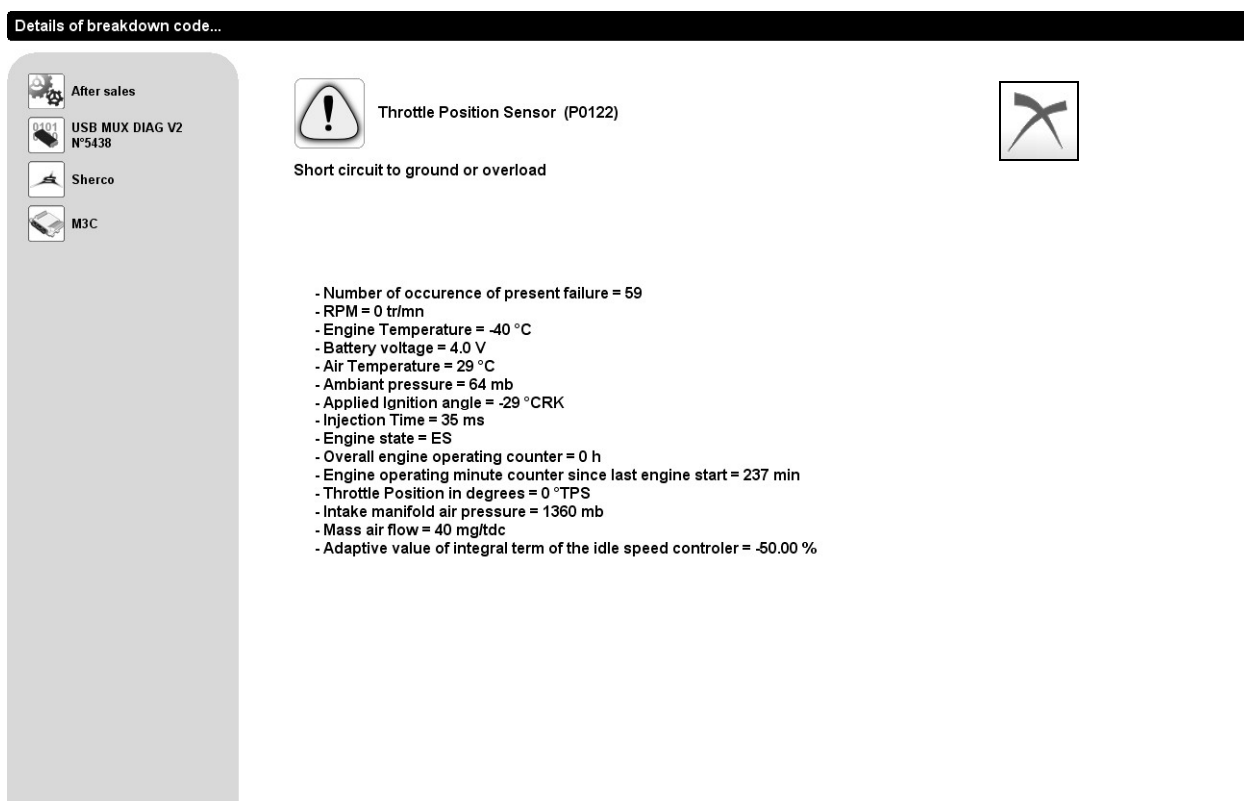 Details of breakdown code...
After sales
USB MUX DIAG V2
N°5438
Sherco
M3C
Throttle Position Sensor (P0122)
Short circuit to ground or overload
- Number of occurence of present failure = 59
- RPM = 0 tr/mn
- Engine Temperature = -40 °C
- Battery voltage = 4.0 V
- Air Temperature = 29 °C
- Ambiant pressure = 64 mb
- Applied Ignition angle = -29 °CRK
- Injection Time = 35 ms
- Engine state = ES
- Overall engine operating counter = 0 h
- Engine operating minute counter since last engine start = 237 min
- Throttle Position in degrees = 0 °TPS
- Intake manifold air pressure = 1360 mb
- Mass air flow = 40 mg/tdc
- Adaptive value of integral term of the idle speed controler = -50.00 %